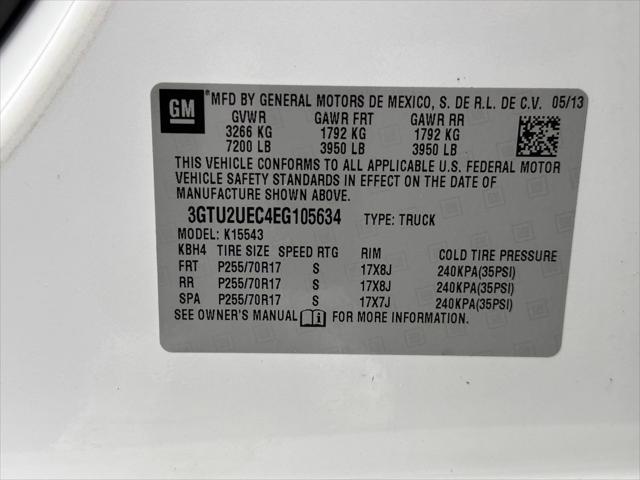 GM *MFD BY GENERAL MOTORS DE MEXICO, S. DE R.L. DE C.V. 05/13
GVWR GAWR FRT GAWR RR
3266 KG 1792 KG 1792 KG
7200 LB 3950 LB 3950 LB
THIS VEHICLE CONFORMS TO ALL APPLICABLE U.S. FEDERAL MOTOR
VEHICLE SAFETY STANDARDS IN EFFECT ON THE DATE OF
MANUFACTURE SHOWN ABOVE.
3GTU2UEC4EG105634 TYPE: TRUCK
MODEL: K15543
KBH4 TIRE SIZE SPEED RTG RIM COLD TIRE PRESSURE
FRT P255/70R17 S 17X8J 240KPA(35PSI)
RR P255/70R17 S 17X8J 240KPA(35PSI)
SPA P255/70R17 S 17X7J 240KPA(35PSI)
SEE OWNER'S MANUAL FOR MORE INFORMATION.